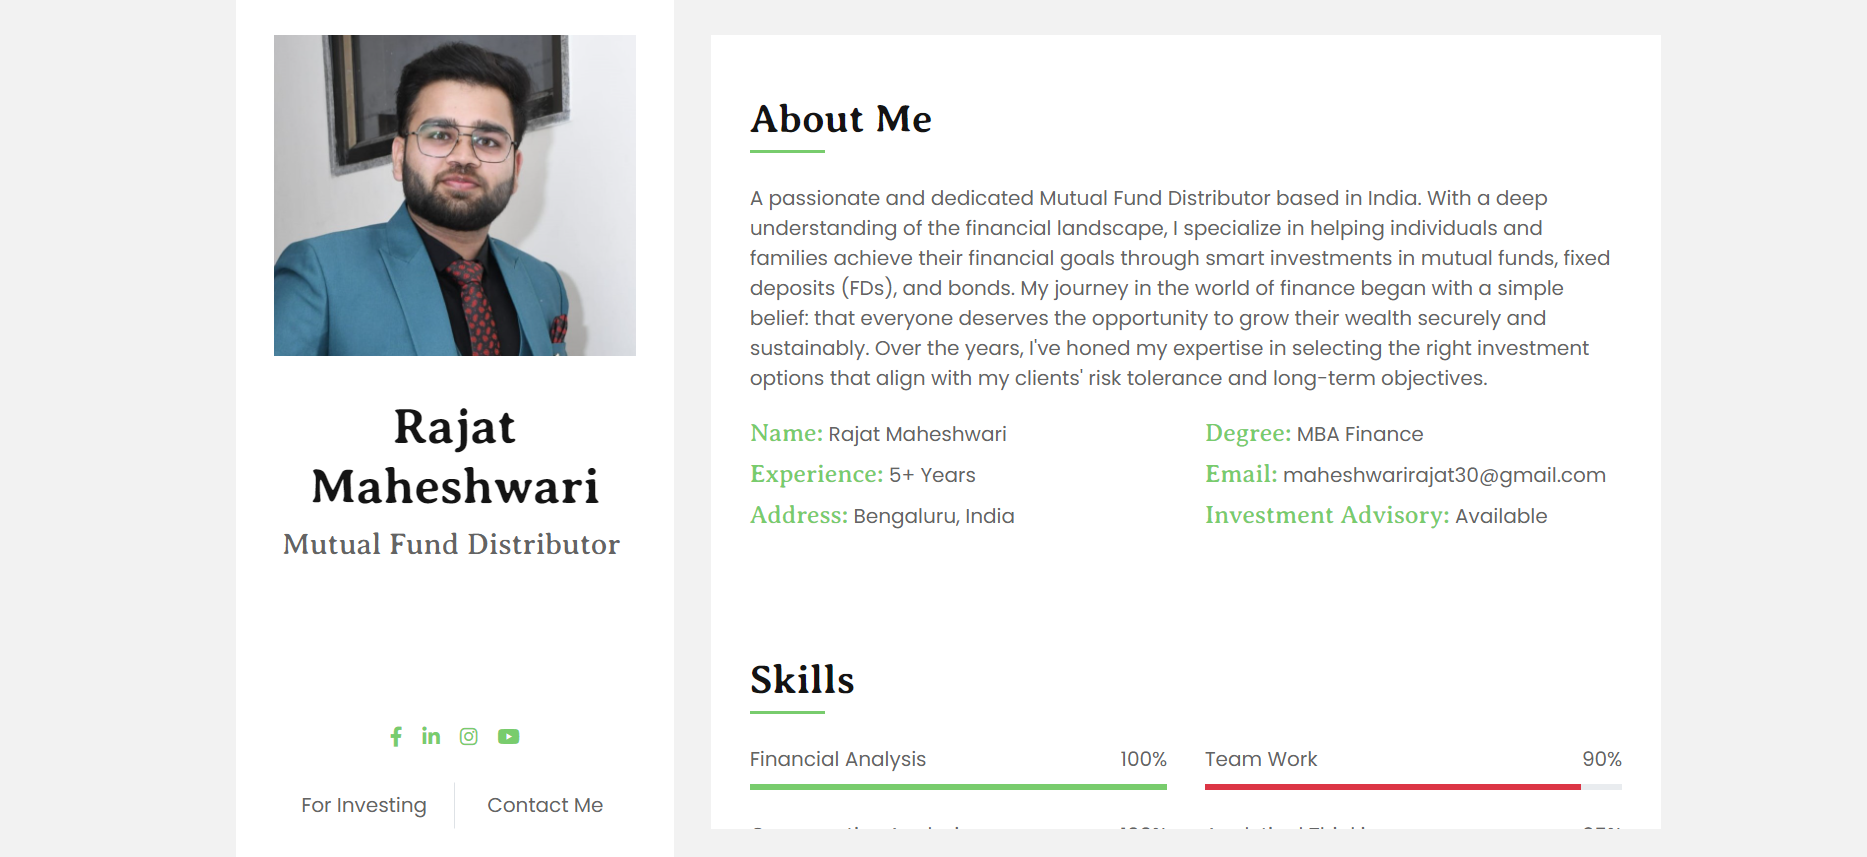 Rajat
Maheshwari
Mutual Fund Distributor
For Investing
Contact Me
About Me
A passionate and dedicated Mutual Fund Distributor based in India. With a deep
understanding of the financial landscape, I specialize in helping individuals and
families achieve their financial goals through smart investments in mutual funds, fixed
deposits (FDs), and bonds. My journey in the world of finance began with a simple
belief: that everyone deserves the opportunity to grow their wealth securely and
sustainably. Over the years, I've honed my expertise in selecting the right investment
options that align with my clients' risk tolerance and long-term objectives.
Name: Rajat Maheshwari
Degree: MBA Finance
Experience: 5+ Years
Email: maheshwarirajat30@gmail.com
Address: Bengaluru, India
Investment Advisory: Available
Skills
Financial Analysis 100%
Team Work 90%